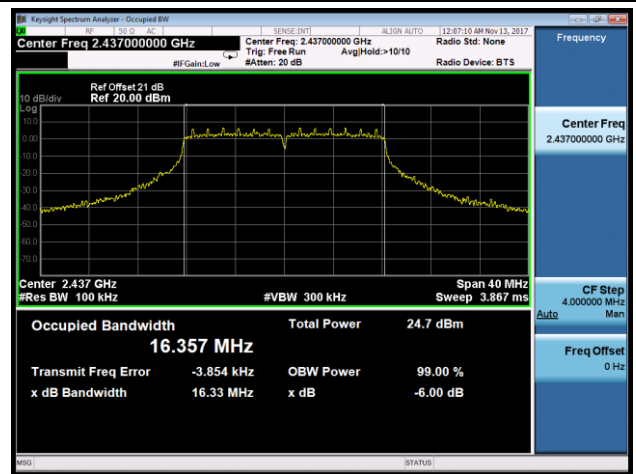 Keysight Spectrum Analyzer - Occupied BW
RF 50 Ω AC SENSE:INT ALIGN AUTO 12:07:10 AM Nov 13, 2017
Center Freq 2.437000000 GHz Center Freq: 2.437000000 GHz Radio Std: None
Trig: Free Run Avg|Hold:>10/10
#IFGain:Low #Atten: 20 dB Radio Device: BTS
Ref Offset 21 dB
10 dB/div Ref 20.00 dBm
Log
10.0
0.00
-10.0
-20.0
-30.0
-40.0
-50.0
-60.0
-70.0
Center 2.437 GHz Span 40 MHz
#Res BW 100 kHz #VBW 300 kHz Sweep 3.867 ms
Occupied Bandwidth Total Power 24.7 dBm
16.357 MHz
Transmit Freq Error -3.854 kHz OBW Power 99.00 %
x dB Bandwidth 16.33 MHz x dB -6.00 dB
MSG STATUS
Frequency
Center Freq
2.437000000 GHz
CF Step
4.000000 MHz
Auto Man
Freq Offset
0 Hz